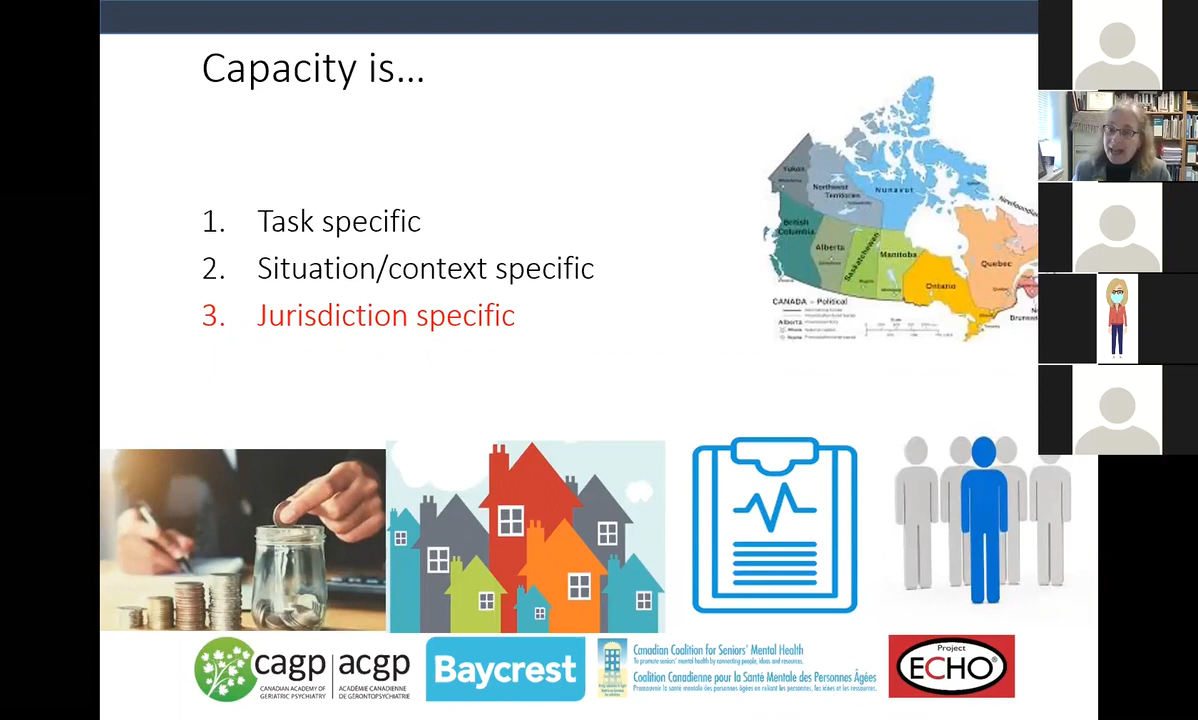 Capacity is...
1. Task specific
2. Situation/context specific
3. Jurisdiction specific
Yukon
Northwest
Territories
Nunavut
British
Columbia
Alberta
Saskatchewan
Manitoba
Ontario
Quebec
Newfoundlan
CANADA - Political
Alberta
cagp
CANADIAN ACADEMY OF
GERIATRIC PSYCHIATRY
acgp
ACADÉMIE CANADIENNE
DE GÉRONTOPSYCHIATRIE
Baycrest
Canadian Coalition for Seniors' Mental Health
To promote seniors' mental health by connecting people, ideas and resources.
Coalition Canadienne pour la Santé Mentale des Personnes Âgées
Promouvoir la santé mentale des personnes âgées en reliant les personnes, les idées et les ressources.
Project
ECHO®